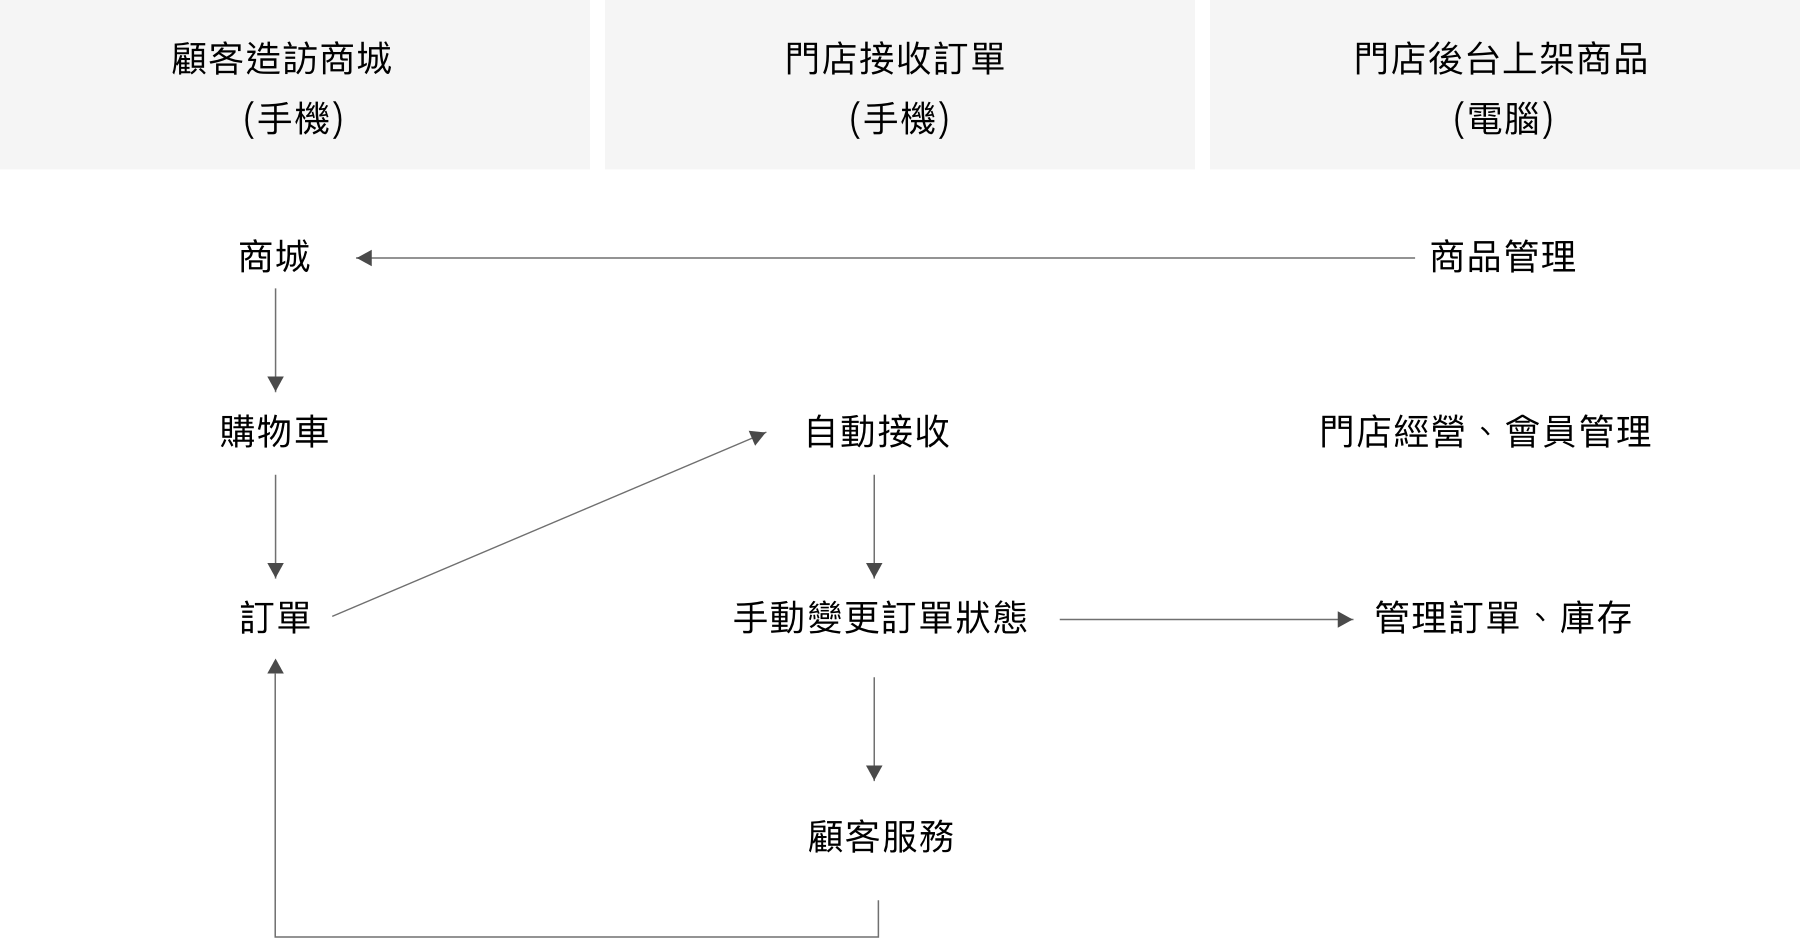 顧客造訪商城
(手機)
門店接收訂單
(手機)
門店後台上架商品
(電腦)
商城
商品管理
購物車
自動接收
門店經營、會員管理
訂單
手動變更訂單狀態
管理訂單、庫存
顧客服務